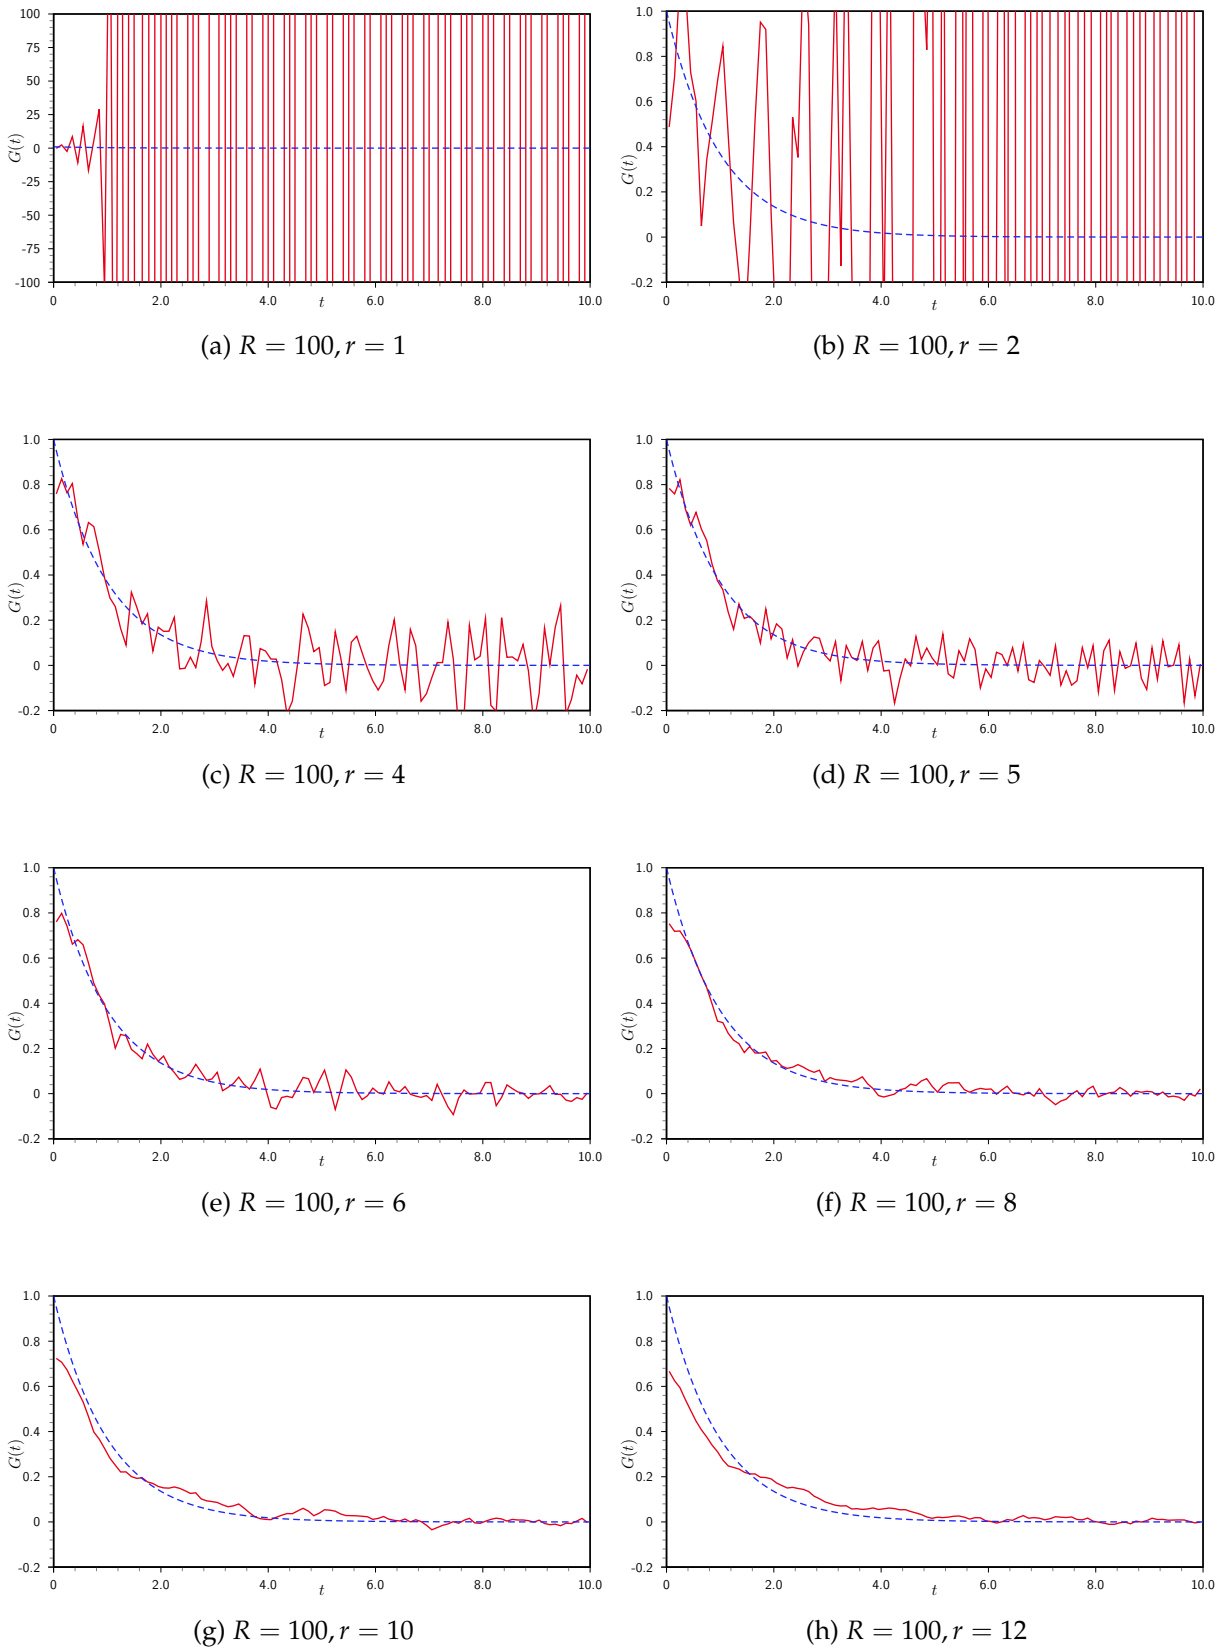 100
75
50
25
0
-25
-50
-75
-100
G(t)
0 2.0 4.0 6.0 8.0 10.0
t
(a) R = 100, r = 1
1.0
0.8
0.6
0.4
0.2
0
-0.2
G(t)
0 2.0 4.0 6.0 8.0 10.0
t
(b) R = 100, r = 2
1.0
0.8
0.6
0.4
0.2
0
-0.2
G(t)
0 2.0 4.0 6.0 8.0 10.0
t
(c) R = 100, r = 4
1.0
0.8
0.6
0.4
0.2
0
-0.2
G(t)
0 2.0 4.0 6.0 8.0 10.0
t
(d) R = 100, r = 5
1.0
0.8
0.6
0.4
0.2
0
-0.2
G(t)
0 2.0 4.0 6.0 8.0 10.0
t
(e) R = 100, r = 6
1.0
0.8
0.6
0.4
0.2
0
-0.2
G(t)
0 2.0 4.0 6.0 8.0 10.0
t
(f) R = 100, r = 8
1.0
0.8
0.6
0.4
0.2
0
-0.2
G(t)
0 2.0 4.0 6.0 8.0 10.0
t
(g) R = 100, r = 10
1.0
0.8
0.6
0.4
0.2
0
-0.2
G(t)
0 2.0 4.0 6.0 8.0 10.0
t
(h) R = 100, r = 12